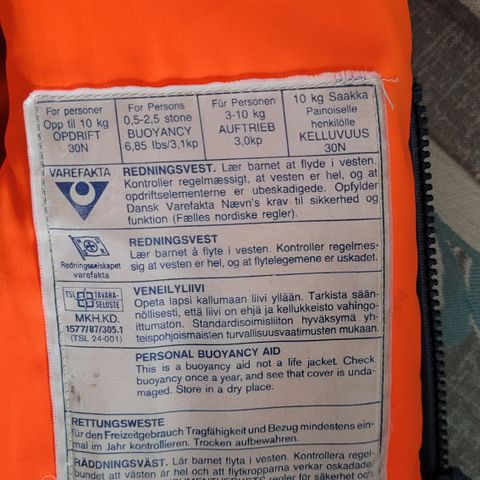 For personer
Opp til 10 kg
OPDRIFT
30N
For Persons
0,5-2,5 stone
BUOYANCY
6,85 lbs/3,1kp
Für Personen
3-10 kg
AUFTRIEB
3,0kp
10 kg Saakka
Painoiselle
henkilölle
KELLUVUUS
30N
VAREFAKTA
REDNINGSVEST. Lær barnet at flyde i vesten.
Kontroller regelmæssigt, at vesten er hel, og at
opdriftselementerne er ubeskadigede. Opfylder
Dansk Varefakta Nævn's krav til sikkerhed og
funktion (Fælles nordiske regler).
Redningsselskapet
varefakta
REDNINGSVEST
Lær barnet å flyte i vesten. Kontroller regelmes-
sig at vesten er hel, og at flytelegemene er uskadet.
TSL TAVARA-
SELOSTE
MKH.KD.
1577/87/305.1
(TSL 24-001)
VENEILYLIIVI
Opeta lapsi kallumaan liivi yllään. Tarkista sään-
nöllisesti, että liivi on ehjä ja kellukkeisto vahingo-
ittumaton. Standardisoimisliiton hyväksymä yh-
teispohjoismaisten turvallisuusvaatimusten mukaan.
PERSONAL BUOYANCY AID
This is a buoyancy aid not a life jacket. Check
buoyancy once a year, and see that cover is unda-
maged. Store in a dry place.
RETTUNGSWESTE
für den Freizeitgebrauch Tragfähigkeit und Bezug mindestens ein-
mal im Jahr kontrollieren. Trocken aufbewahren.
RÄDDNINGSVÄST. Lär barnet flyta i vesten. Kontrollera regel-
bundet att västen är hel och att flytkropparna verkar oskadade
regler för säkerhet och